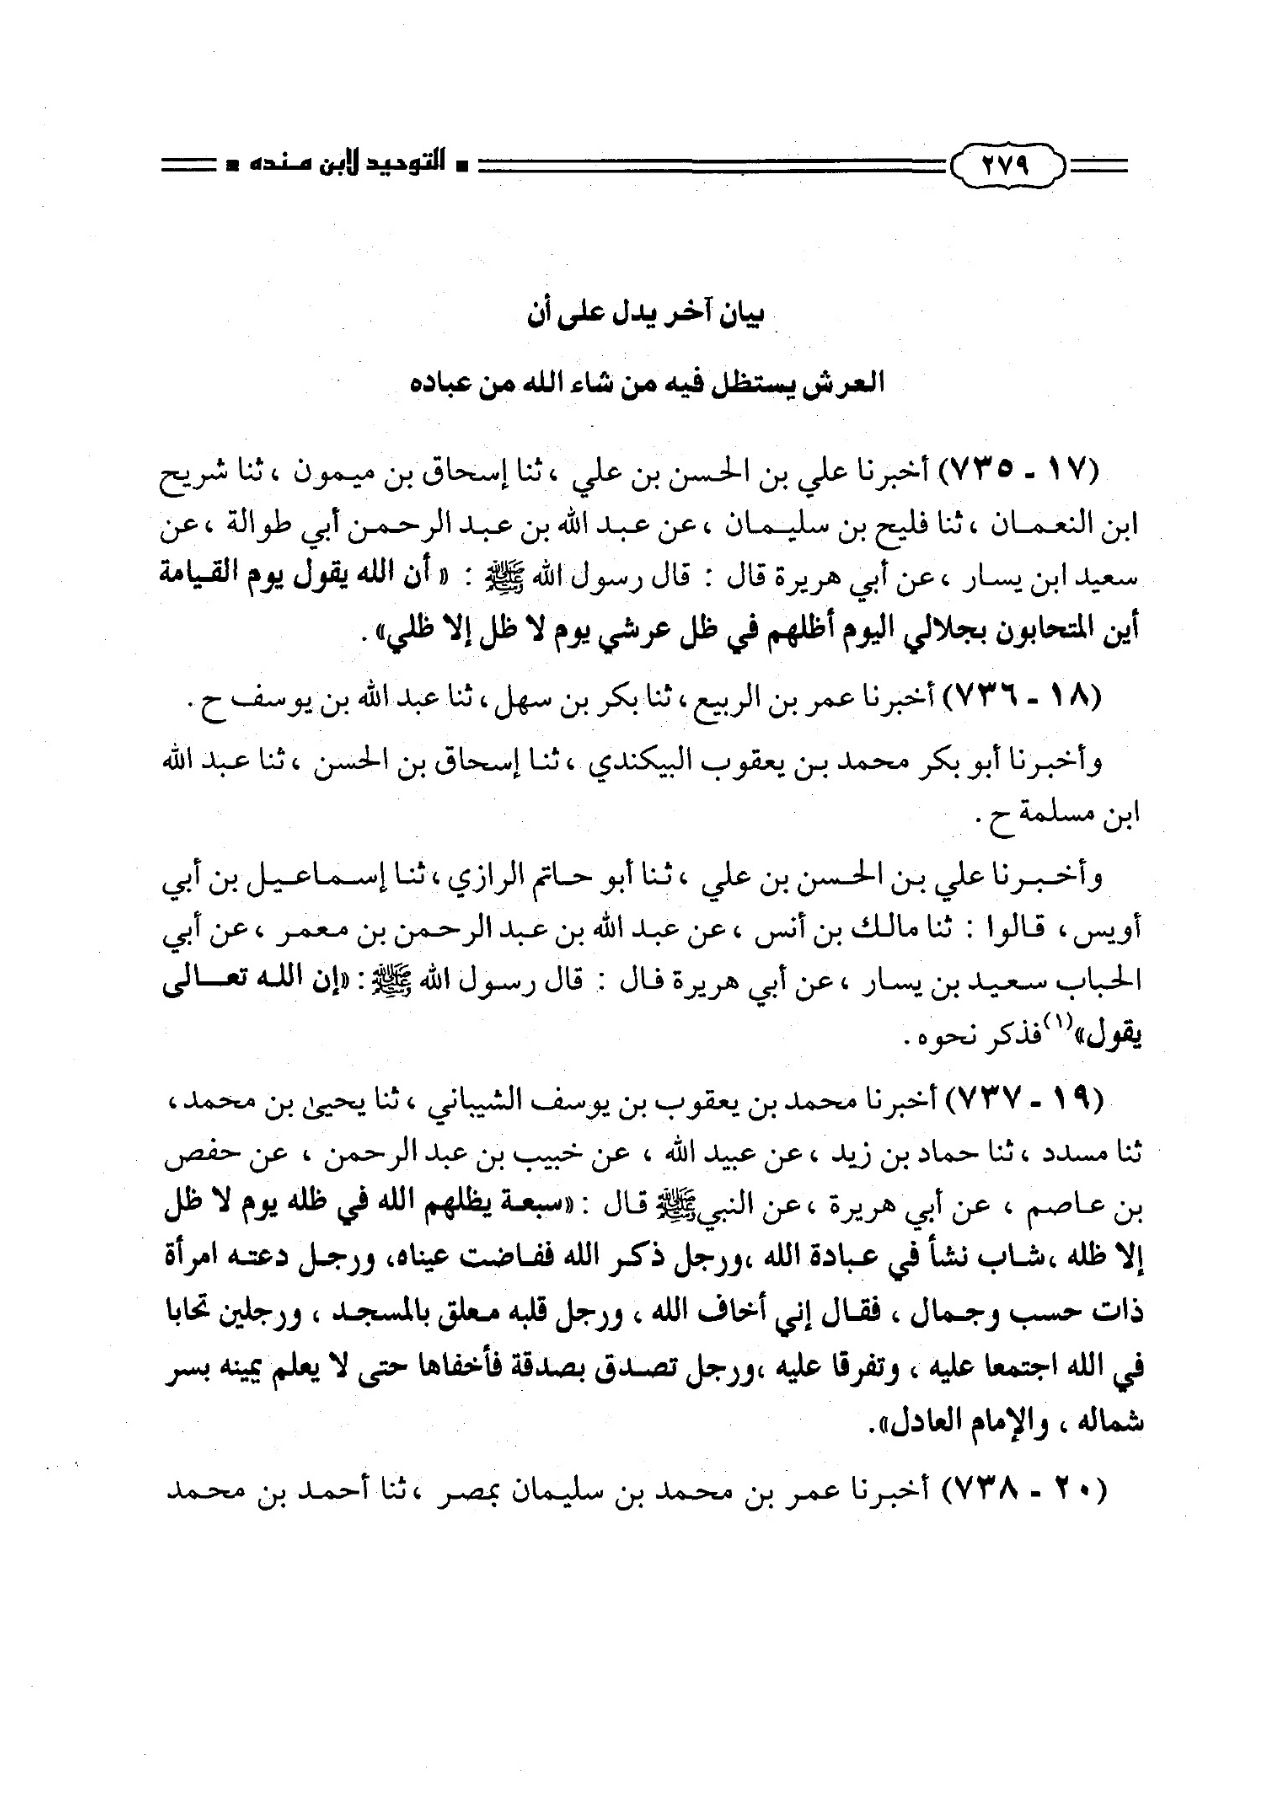 ٢٧٩ ■ التوحيد لابن منده ■
بيان آخر يدل على أن
العرش يستظل فيه من شاء الله من عباده
(١٧ - ٧٣٥) أخبرنا علي بن الحسن بن علي ، ثنا إسحاق بن ميمون ، ثنا شريح
ابن النعمان ، ثنا فليح بن سليمان ، عن عبد الله بن عبد الرحمن أبي طوالة ، عن
سعيد ابن يسار ، عن أبي هريرة قال : قال رسول الله ﷺ : « أن الله يقول يوم القيامة
أين المتحابون بجلالي اليوم أظلهم في ظل عرشي يوم لا ظل إلا ظلي» .
(١٨ - ٧٣٦) أخبرنا عمر بن الربيع ، ثنا بكر بن سهل ، ثنا عبد الله بن يوسف ح .
وأخبرنا أبو بكر محمد بن يعقوب البيكندي ، ثنا إسحاق بن الحسن ، ثنا عبد الله
ابن مسلمة ح .
وأخبرنا علي بن الحسن بن علي ، ثنا أبو حاتم الرازي ، ثنا إسماعيل بن أبي
أويس ، قالوا : ثنا مالك بن أنس ، عن عبد الله بن عبد الرحمن بن معمر ، عن أبي
الحباب سعيد بن يسار ، عن أبي هريرة فال : قال رسول الله ﷺ : «إن الله تعالى
يقول»(١) فذكر نحوه .
(١٩ - ٧٣٧) أخبرنا محمد بن يعقوب بن يوسف الشيباني ، ثنا يحيىٰ بن محمد ،
ثنا مسدد ، ثنا حماد بن زيد ، عن عبيد الله ، عن خبيب بن عبد الرحمن ، عن حفص
بن عاصم ، عن أبي هريرة ، عن النبي ﷺ قال : «سبعة يظلهم الله في ظله يوم لا ظل
إلا ظله ، شاب نشأ في عبادة الله ، ورجل ذكر الله ففاضت عيناه، ورجل دعته امرأة
ذات حسب وجمال ، فقال إني أخاف الله ، ورجل قلبه معلق بالمسجد ، ورجلين تحابا
في الله اجتمعا عليه ، وتفرقا عليه ، ورجل تصدق بصدقة فأخفاها حتى لا يعلم يمينه بسر
شماله ، والإمام العادل» .
(٢٠ - ٧٣٨) أخبرنا عمر بن محمد بن سليمان بمصر ، ثنا أحمد بن محمد